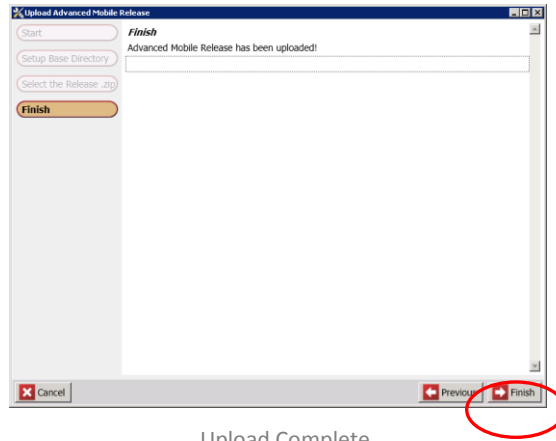 Upload Advanced Mobile Release
Start
Finish
Advanced Mobile Release has been uploaded!
Setup Base Directory
Select the Release .zip
Finish
Cancel
Previous
Finish
Upload Complete